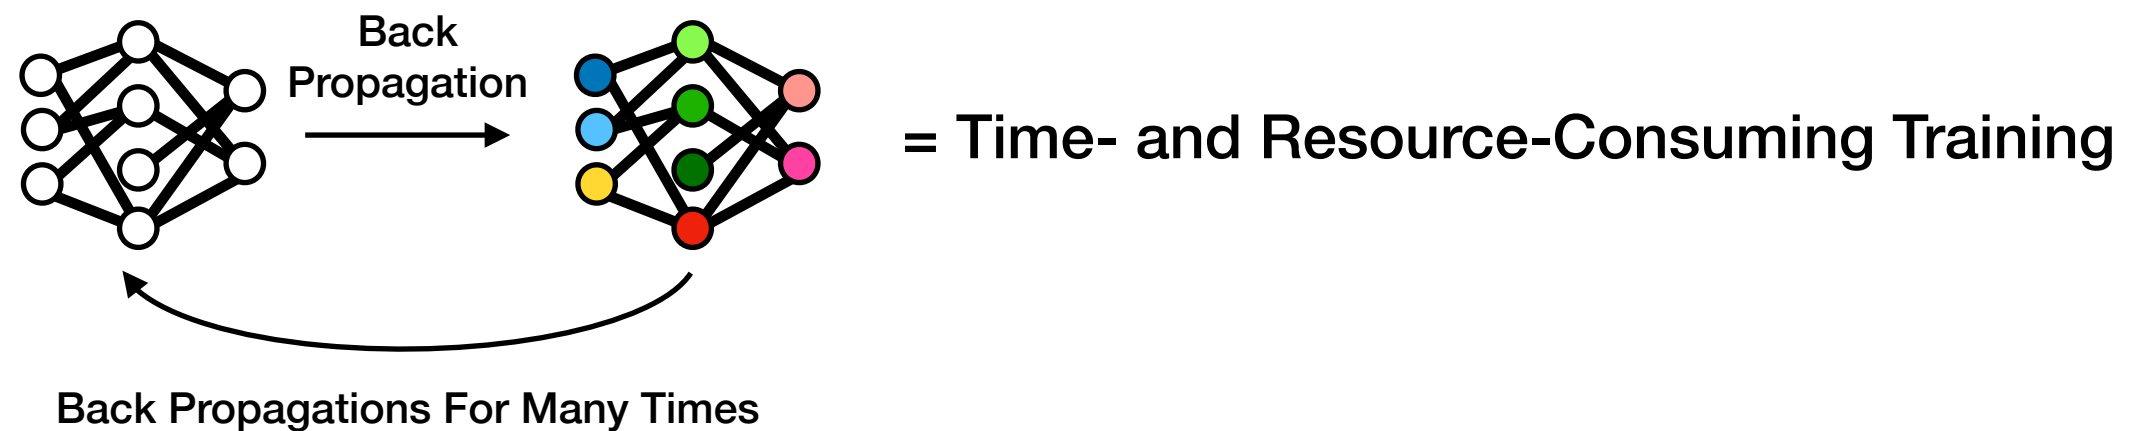 Back
Propagation
= Time- and Resource-Consuming Training
Back Propagations For Many Times